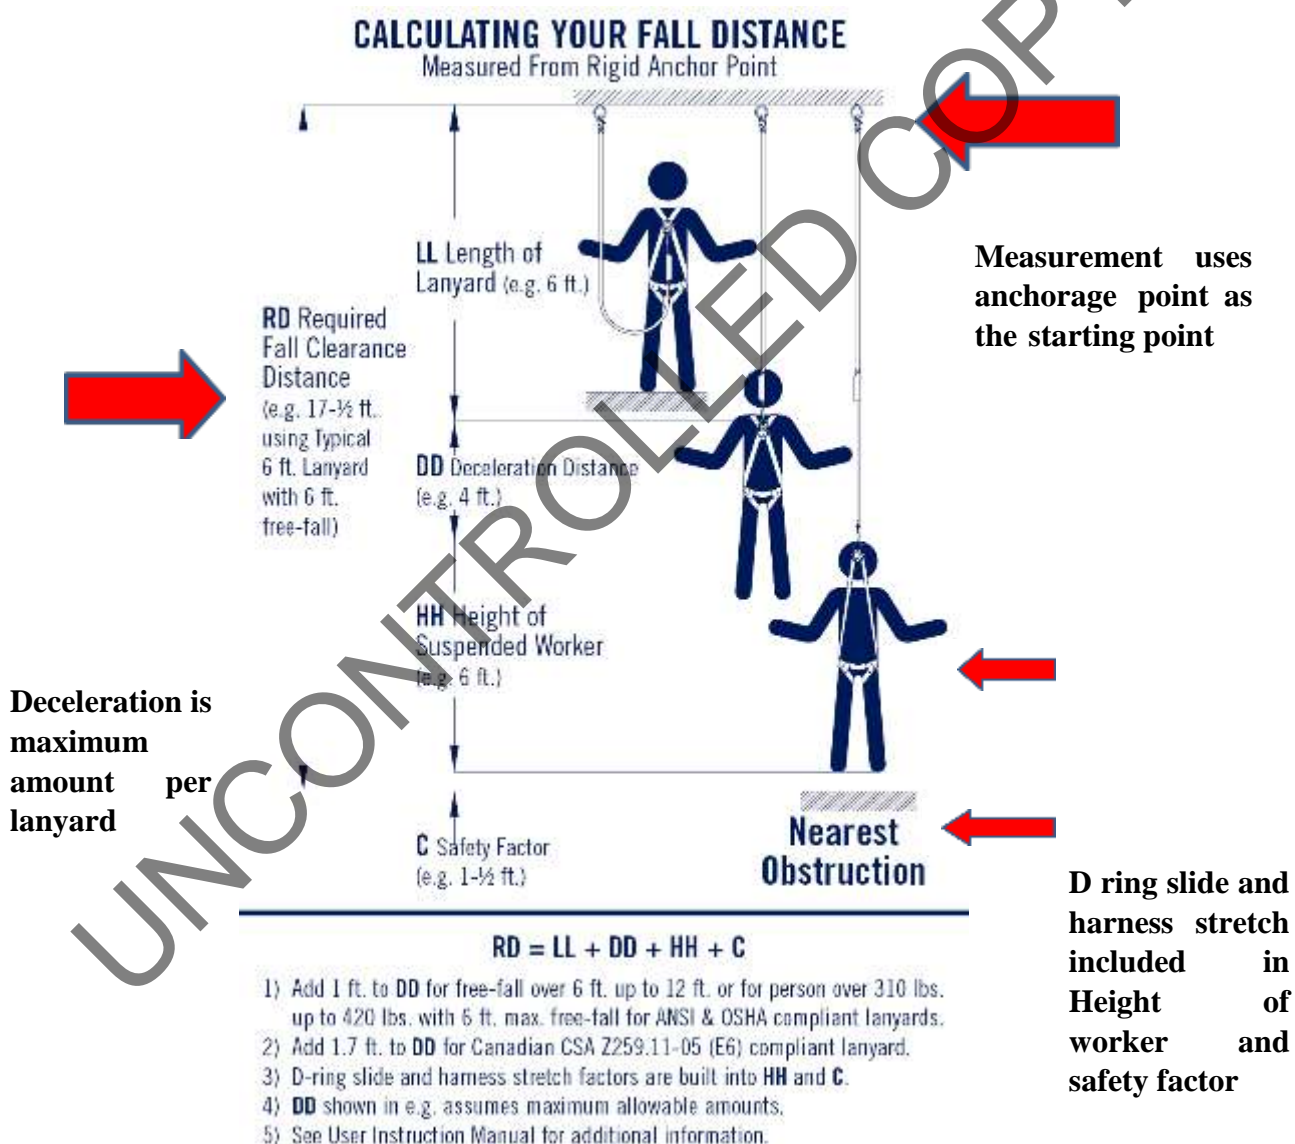 CALCULATING YOUR FALL DISTANCE
Measured From Rigid Anchor Point
LL Length of
Lanyard (e.g. 6 ft.)
Measurement uses
anchorage point as
the starting point
RD Required
Fall Clearance
Distance
(e.g. 17-½ ft.
using Typical
6 ft. Lanyard
with 6 ft.
free-fall)
DD Deceleration Distance
(e.g. 4 ft.)
HH Height of
Suspended Worker
(e.g. 6 ft.)
Deceleration is
maximum
amount per
lanyard
C Safety Factor
(e.g. 1-½ ft.)
Nearest
Obstruction
D ring slide and
harness stretch
included in
Height of
worker and
safety factor
RD = LL + DD + HH + C
1) Add 1 ft. to DD for free-fall over 6 ft. up to 12 ft. or for person over 310 lbs.
up to 420 lbs. with 6 ft. max. free-fall for ANSI & OSHA compliant lanyards.
2) Add 1.7 ft. to DD for Canadian CSA Z259.11-05 (E6) compliant lanyard.
3) D-ring slide and harness stretch factors are built into HH and C.
4) DD shown in e.g. assumes maximum allowable amounts.
5) See User Instruction Manual for additional information.
UNCONTROLLED COP